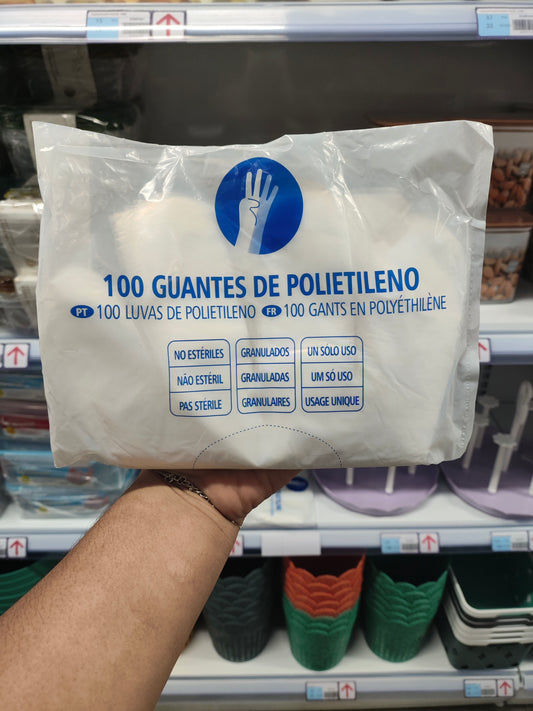 100 GUANTES DE POLIETILENO
PT 100 LUVAS DE POLIETILENO FR 100 GANTS EN POLYÉTHILÈNE
NO ESTÉRILES GRANULADOS UN SÓLO USO
NÃO ESTÉRIL GRANULADAS UM SÓ USO
PAS STÉRILE GRANULAIRES USAGE UNIQUE